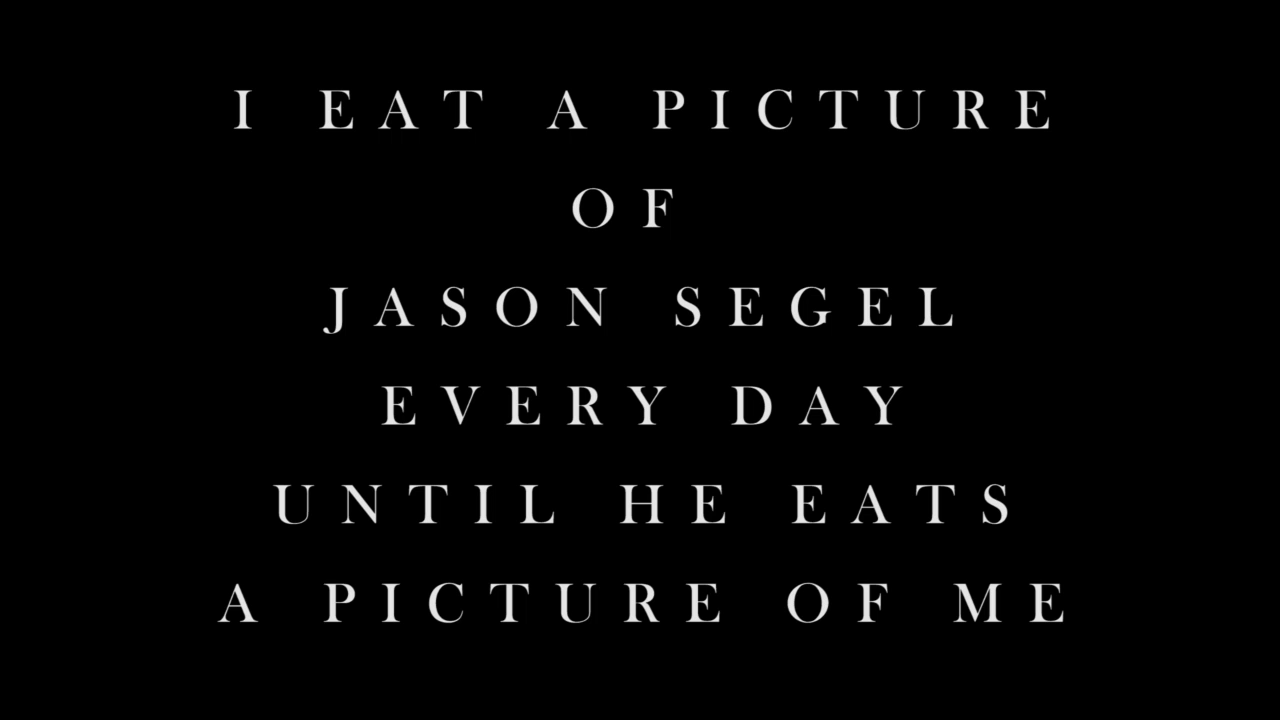 I EAT A PICTURE
OF
JASON SEGEL
EVERY DAY
UNTIL HE EATS
A PICTURE OF ME